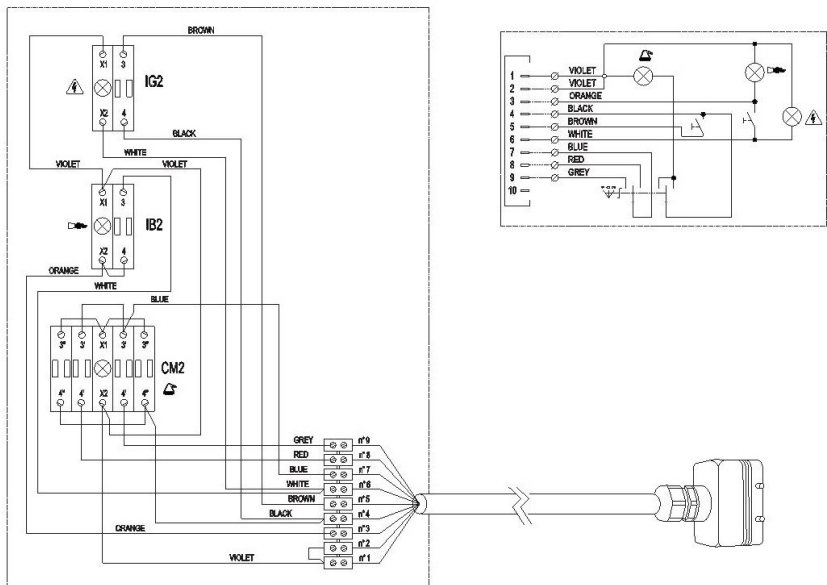 BROWN
X1 3
IG2
X2 4
BLACK
WHITE
VIOLET VIOLET
X1 3
IB2
X2 4
ORANGE
WHITE
BLUE
3" 3' X1 3' 3"
CM2
4" 4' X2 4' 4"
GREY n°9
RED n°8
BLUE n°7
WHITE n°6
BROWN n°5
BLACK n°4
ORANGE n°3
n°2
VIOLET n°1
1 VIOLET
2 VIOLET
3 ORANGE
4 BLACK
5 BROWN
6 WHITE
7 BLUE
8 RED
9 GREY
10